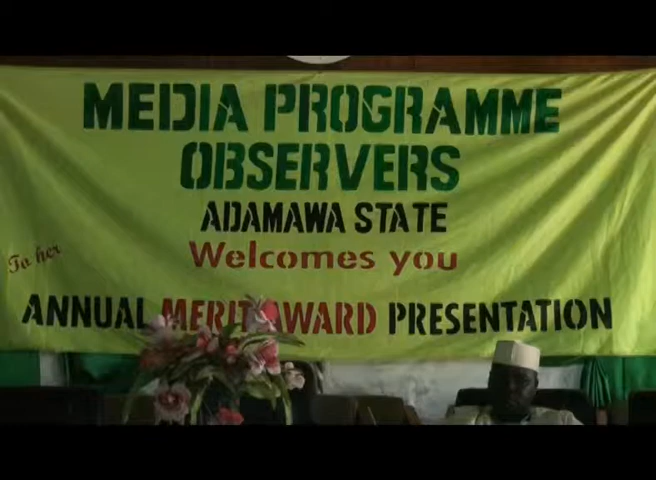 MEDIA PROGRAMME
OBSERVERS
ADAMAWA STATE
Welcomes you
To her
ANNUAL MERIT AWARD PRESENTATION